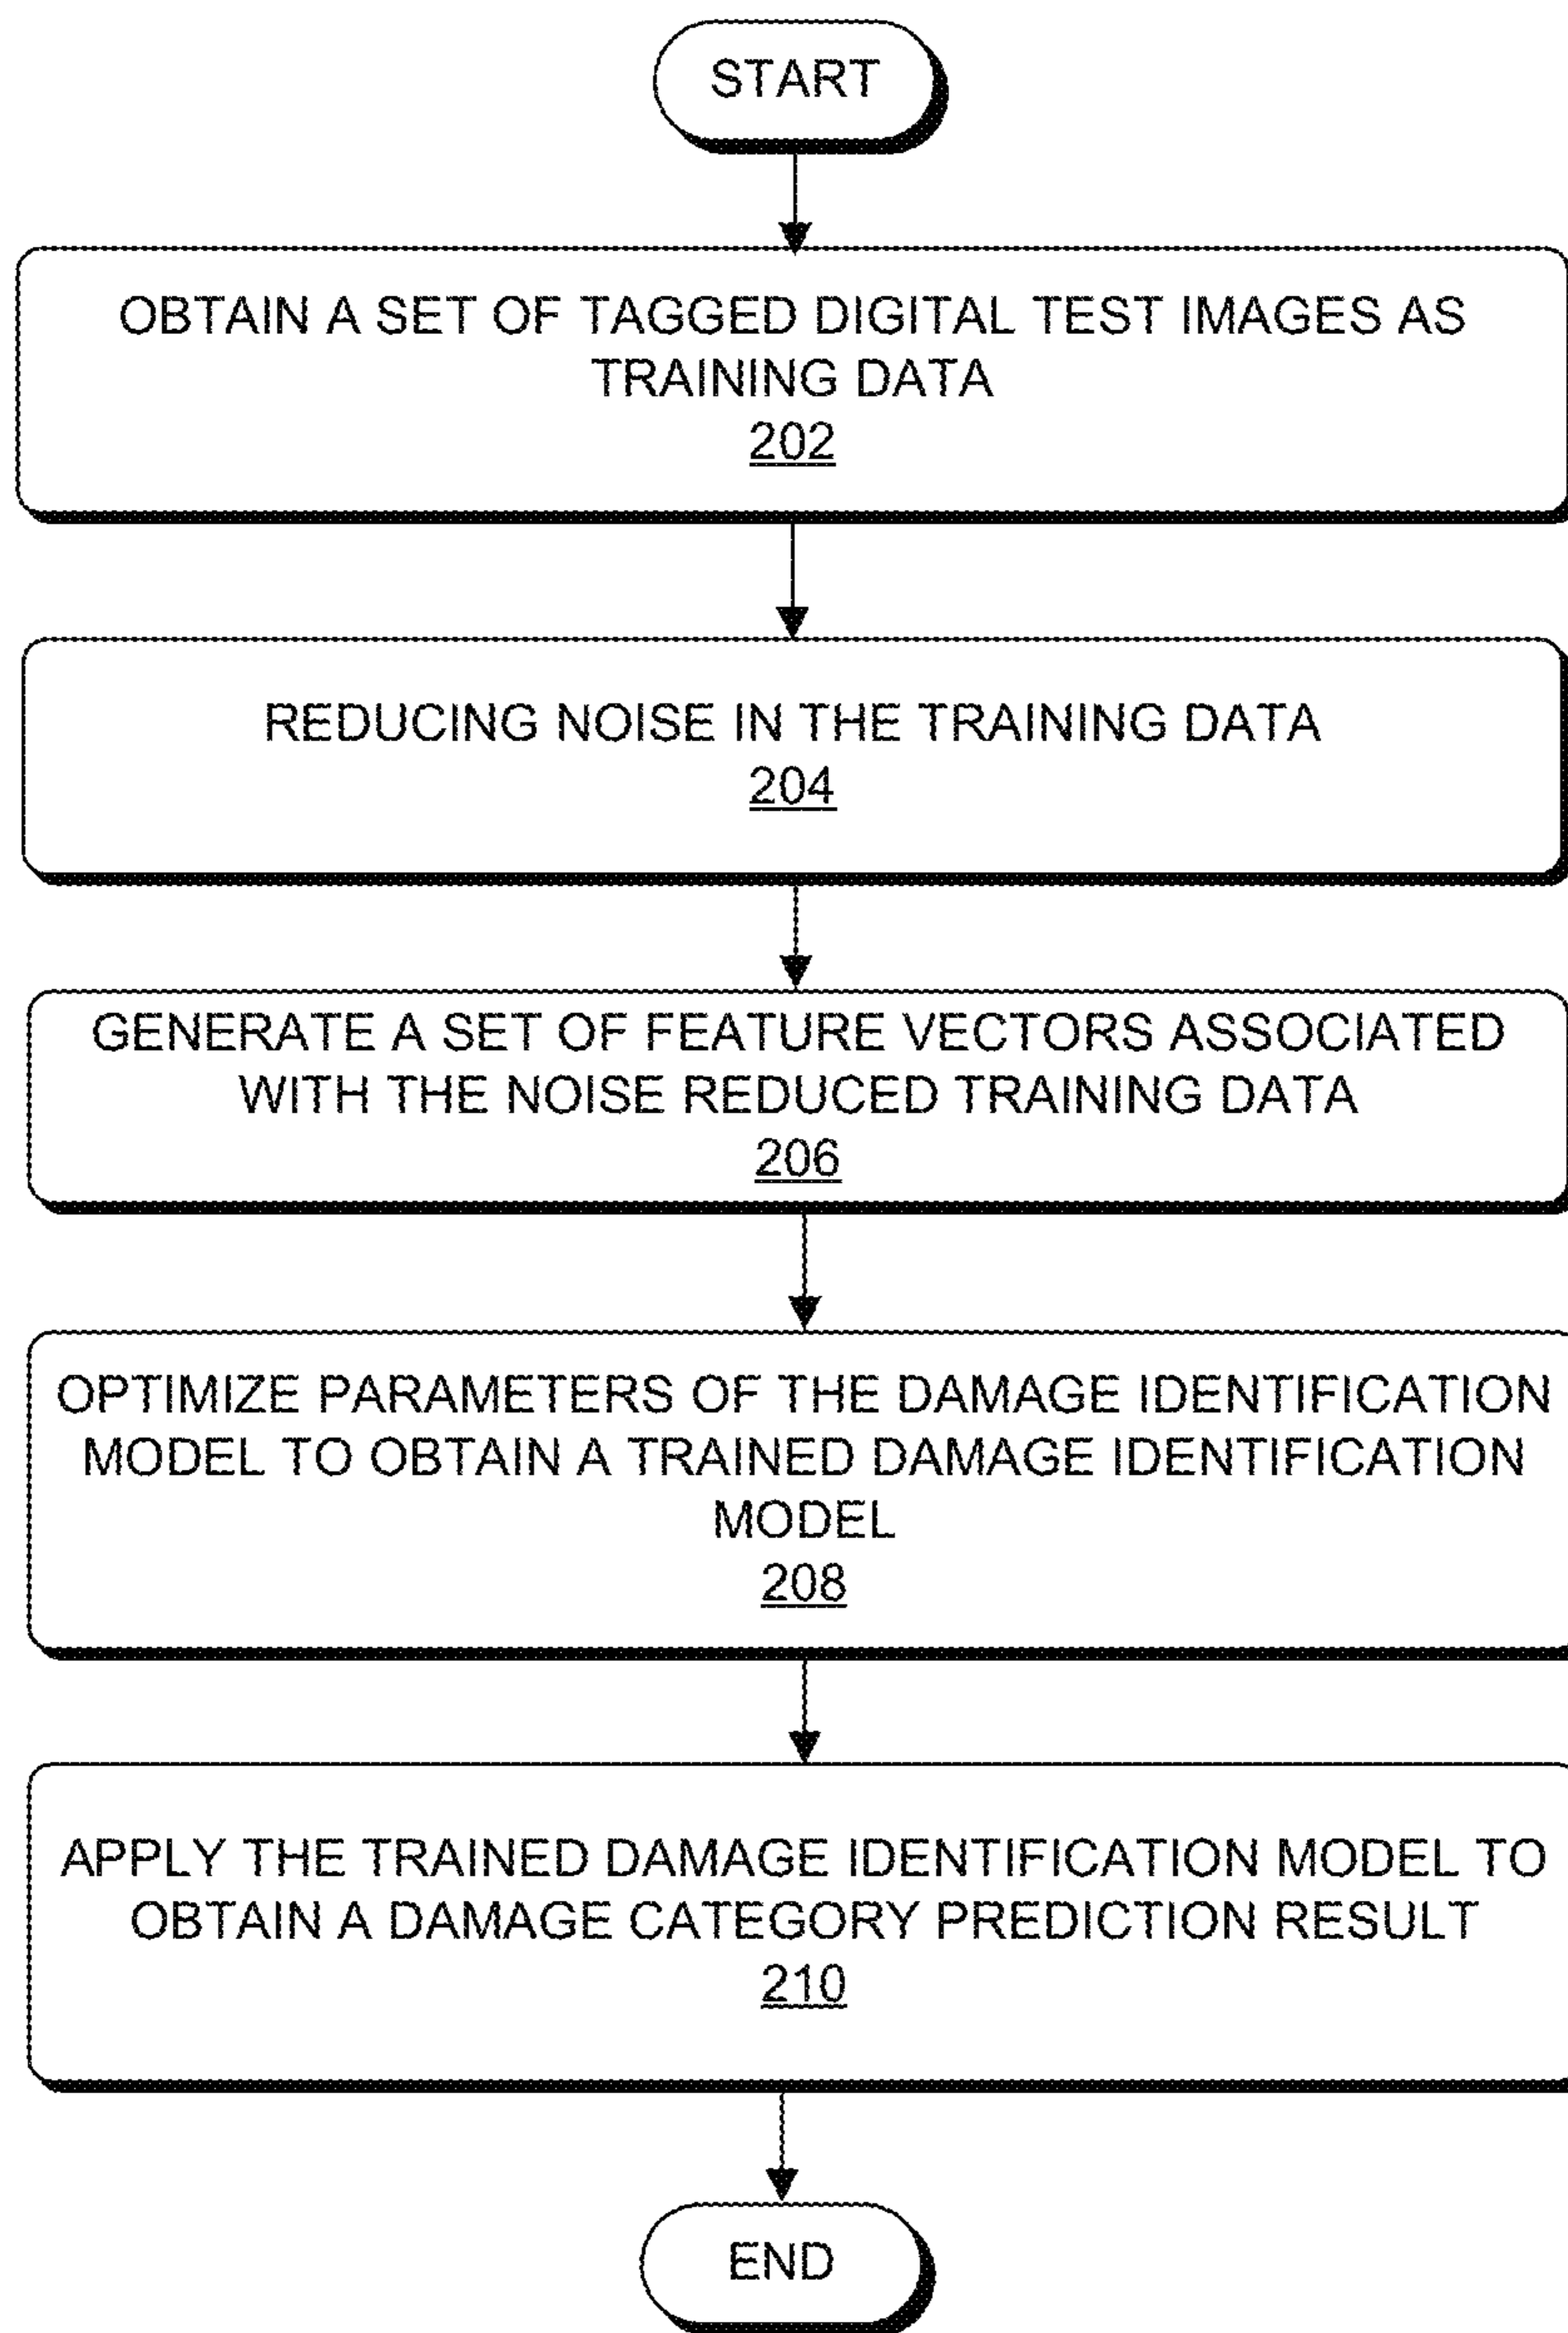 START
OBTAIN A SET OF TAGGED DIGITAL TEST IMAGES AS
TRAINING DATA
202
REDUCING NOISE IN THE TRAINING DATA
204
GENERATE A SET OF FEATURE VECTORS ASSOCIATED
WITH THE NOISE REDUCED TRAINING DATA
206
OPTIMIZE PARAMETERS OF THE DAMAGE IDENTIFICATION
MODEL TO OBTAIN A TRAINED DAMAGE IDENTIFICATION
MODEL
208
APPLY THE TRAINED DAMAGE IDENTIFICATION MODEL TO
OBTAIN A DAMAGE CATEGORY PREDICTION RESULT
210
END